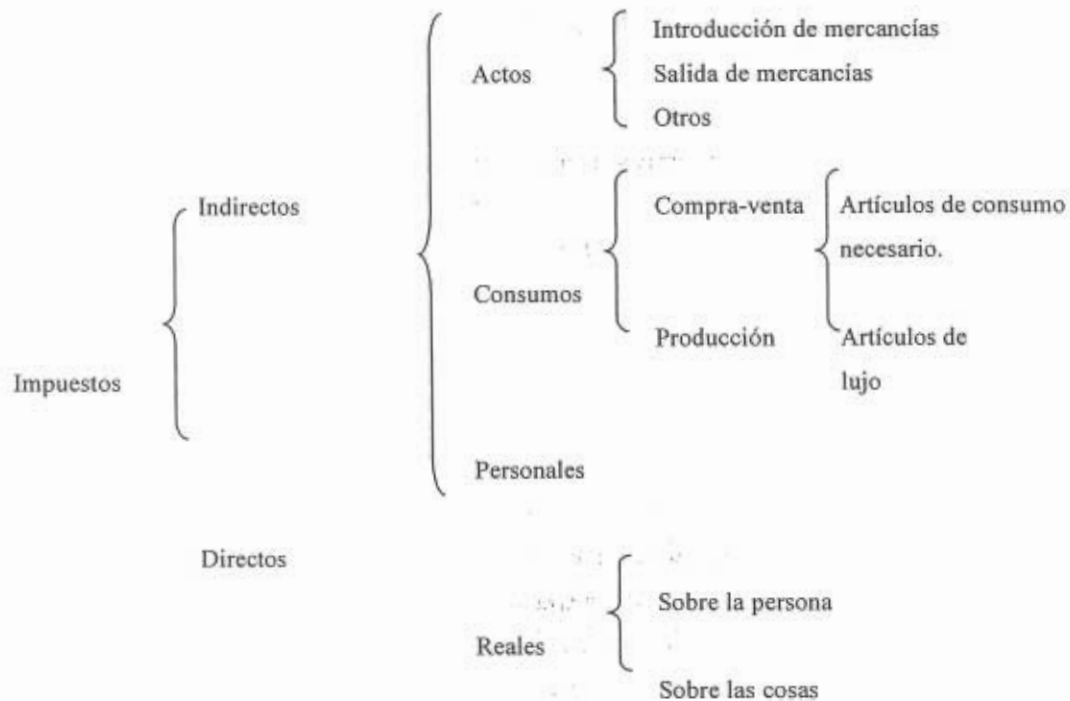 Introducción de mercancías
Actos
Salida de mercancías
Otros
Indirectos
Compra-venta
Artículos de consumo
necesario.
Consumos
Producción
Artículos de
lujo
Impuestos
Personales
Directos
Sobre la persona
Reales
Sobre las cosas